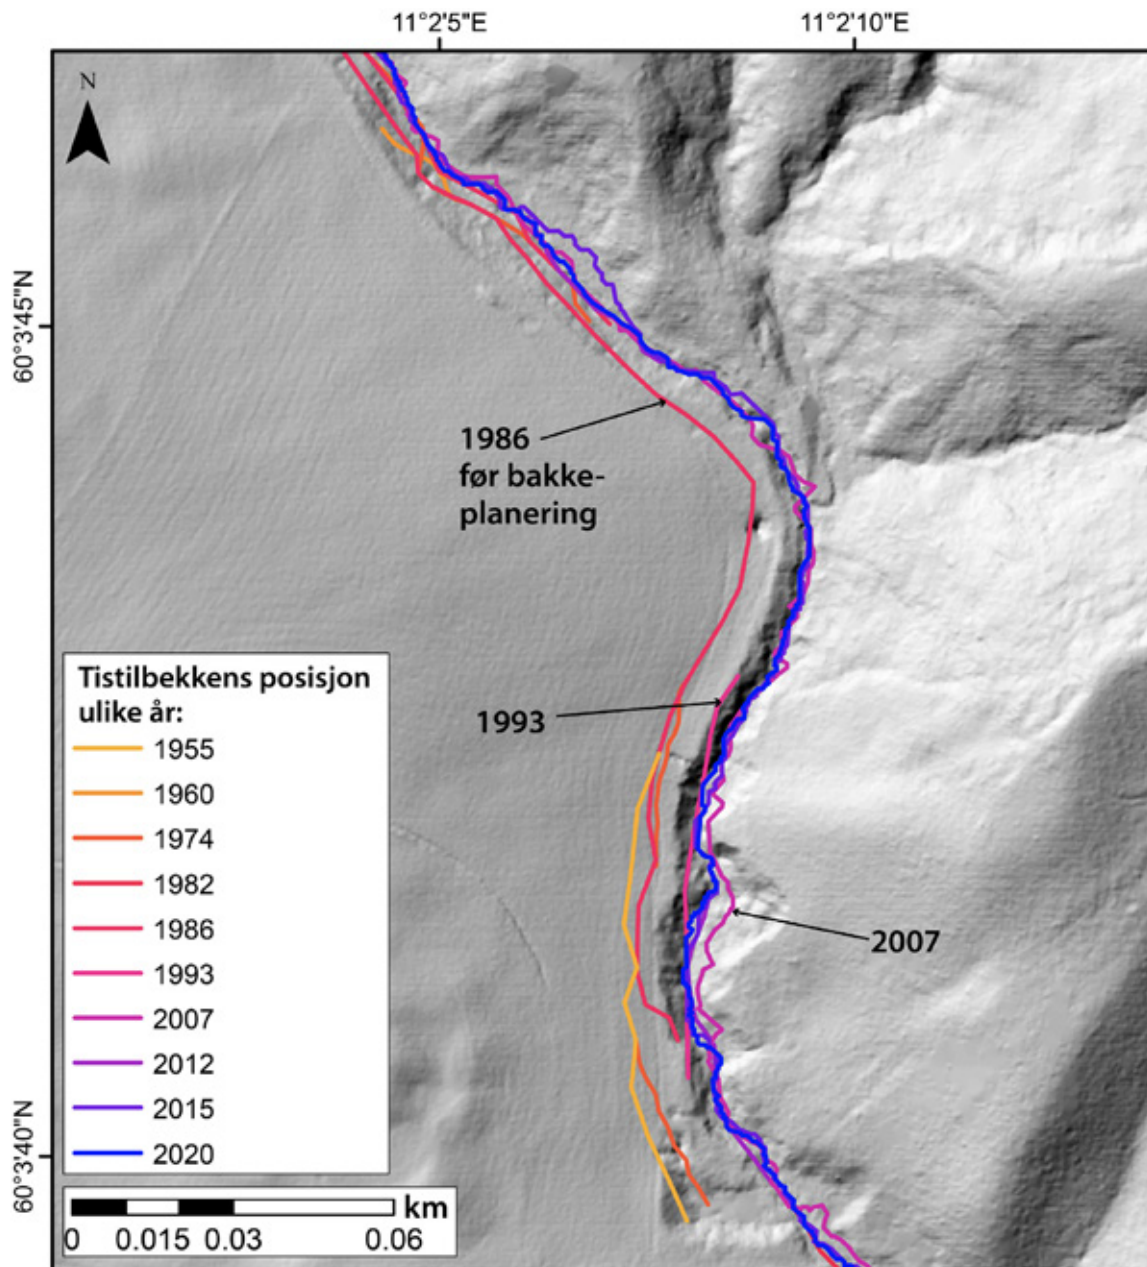 11°2'5"E
11°2'10"E
N
60°3'45"N
1986
før bakke-
planering
Tistilbekkens posisjon
ulike år:
1993
1955
1960
1974
1982
1986
1993
2007
2007
2012
2015
2020
60°3'40"N
km
0
0.015
0.03
0.06